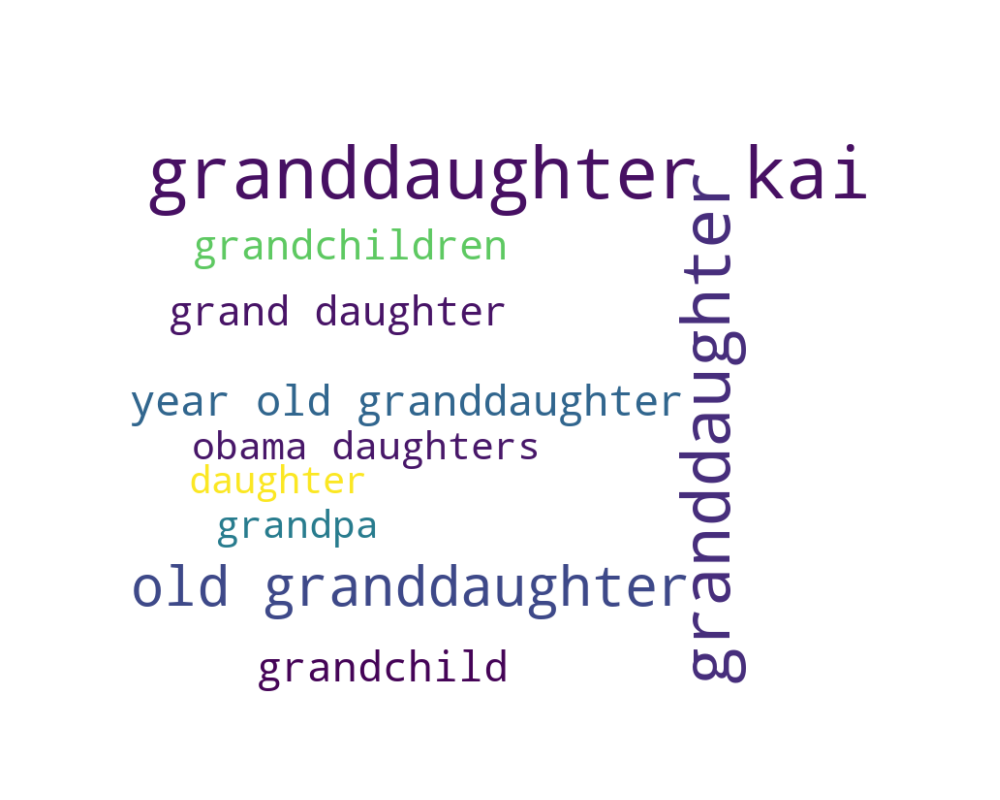 granddaughter kai
grandchildren
grand daughter
year old granddaughter
obama daughters
daughter
grandpa
old granddaughter
grandchild
granddaughter